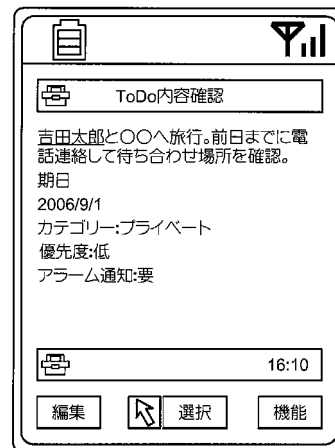 ToDo内容確認
吉田太郎と〇〇へ旅行。前日までに電
話連絡して待ち合わせ場所を確認。
期日
2006/9/1
カテゴリー:プライベート
優先度:低
アラーム通知:要
16:10
編集 選択 機能